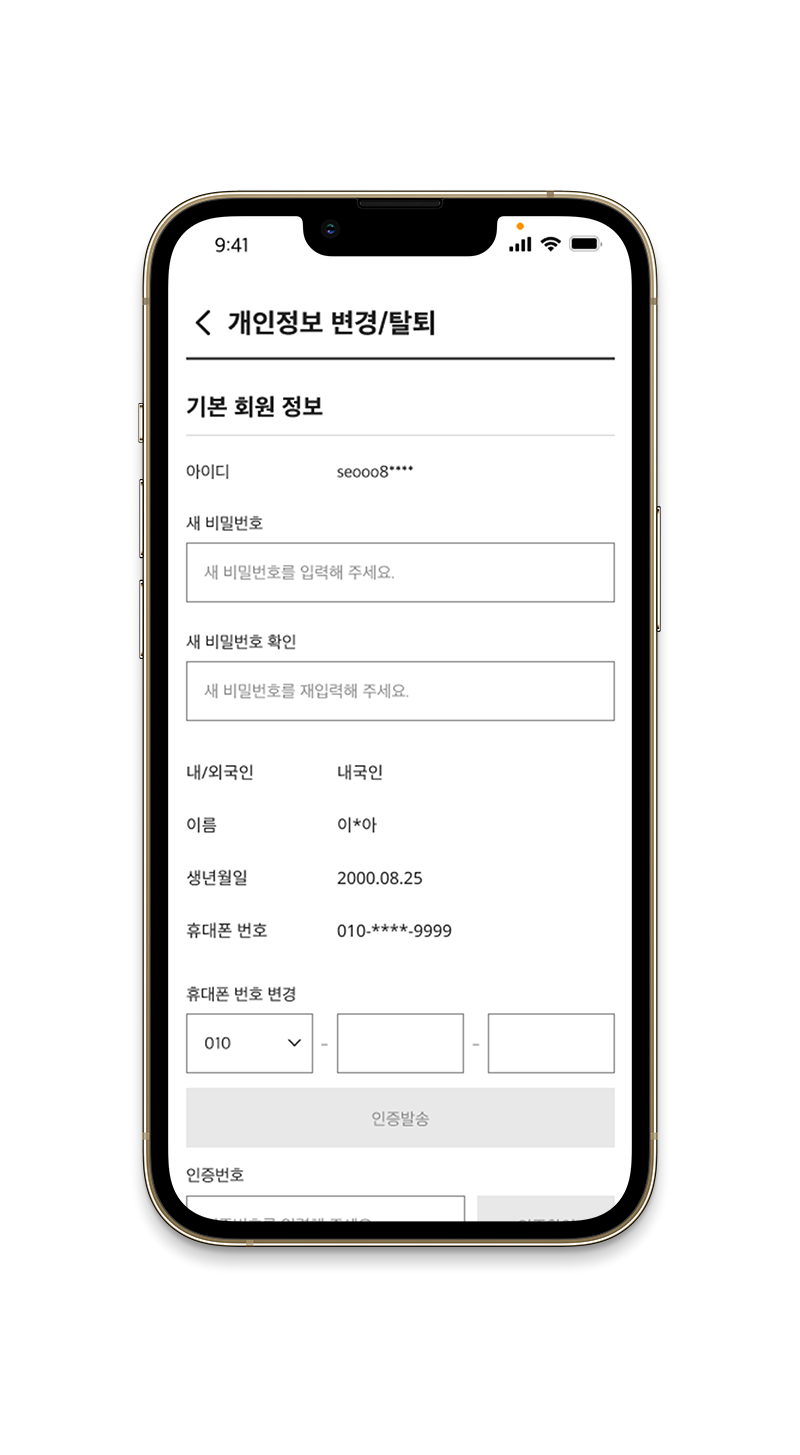 9:41
개인정보 변경/탈퇴
기본 회원 정보
아이디 seooo8****
새 비밀번호
새 비밀번호를 입력해 주세요.
새 비밀번호 확인
새 비밀번호를 재입력해 주세요.
내/외국인 내국인
이름 이*아
생년월일 2000.08.25
휴대폰 번호 010-****-9999
휴대폰 번호 변경
010 - -
인증발송
인증번호